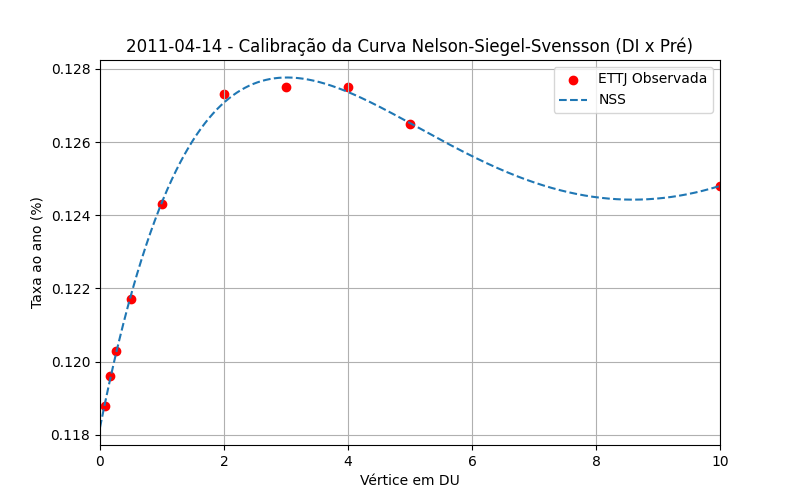 2011-04-14 - Calibração da Curva Nelson-Siegel-Svensson (DI x Pré)
ETTJ Observada
NSS
Taxa ao ano (%)
0.128
0.126
0.124
0.122
0.120
0.118
0
2
4
6
8
10
Vértice em DU